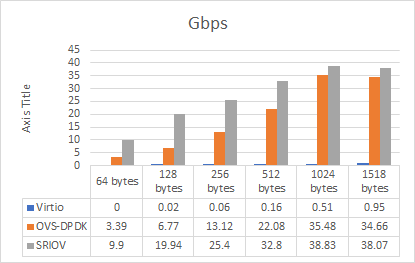 Gbps
Axis Title
45
40
35
30
25
20
15
10
5
0
64 bytes 128 bytes 256 bytes 512 bytes 1024 bytes 1518 bytes
Virtio 0 0.02 0.06 0.16 0.51 0.95
OVS-DPDK 3.39 6.77 13.12 22.08 35.48 34.66
SRIOV 9.9 19.94 25.4 32.8 38.83 38.07